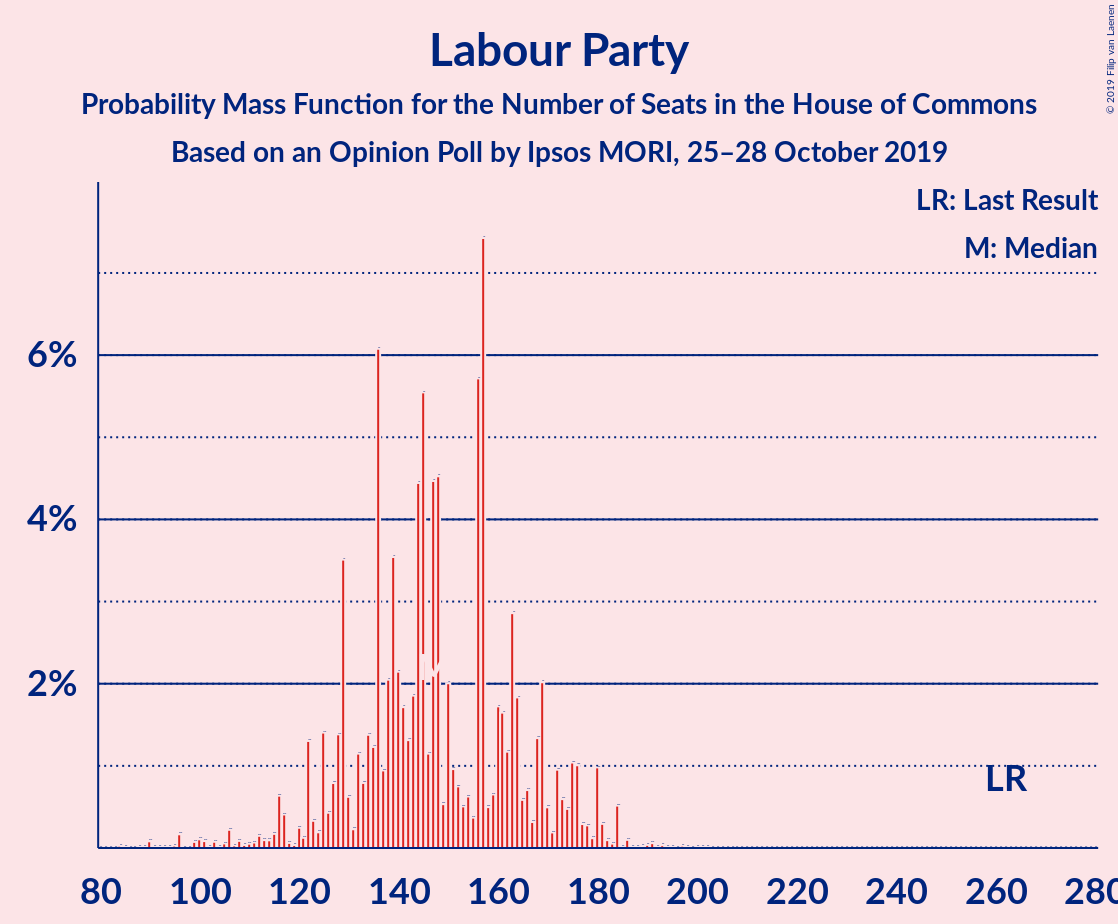 © 2019 Filip van Laenen
Labour Party
Probability Mass Function for the Number of Seats in the House of Commons
Based on an Opinion Poll by Ipsos MORI, 25–28 October 2019
LR: Last Result
M: Median
6%
4%
2%
M
LR
80 100 120 140 160 180 200 220 240 260 280